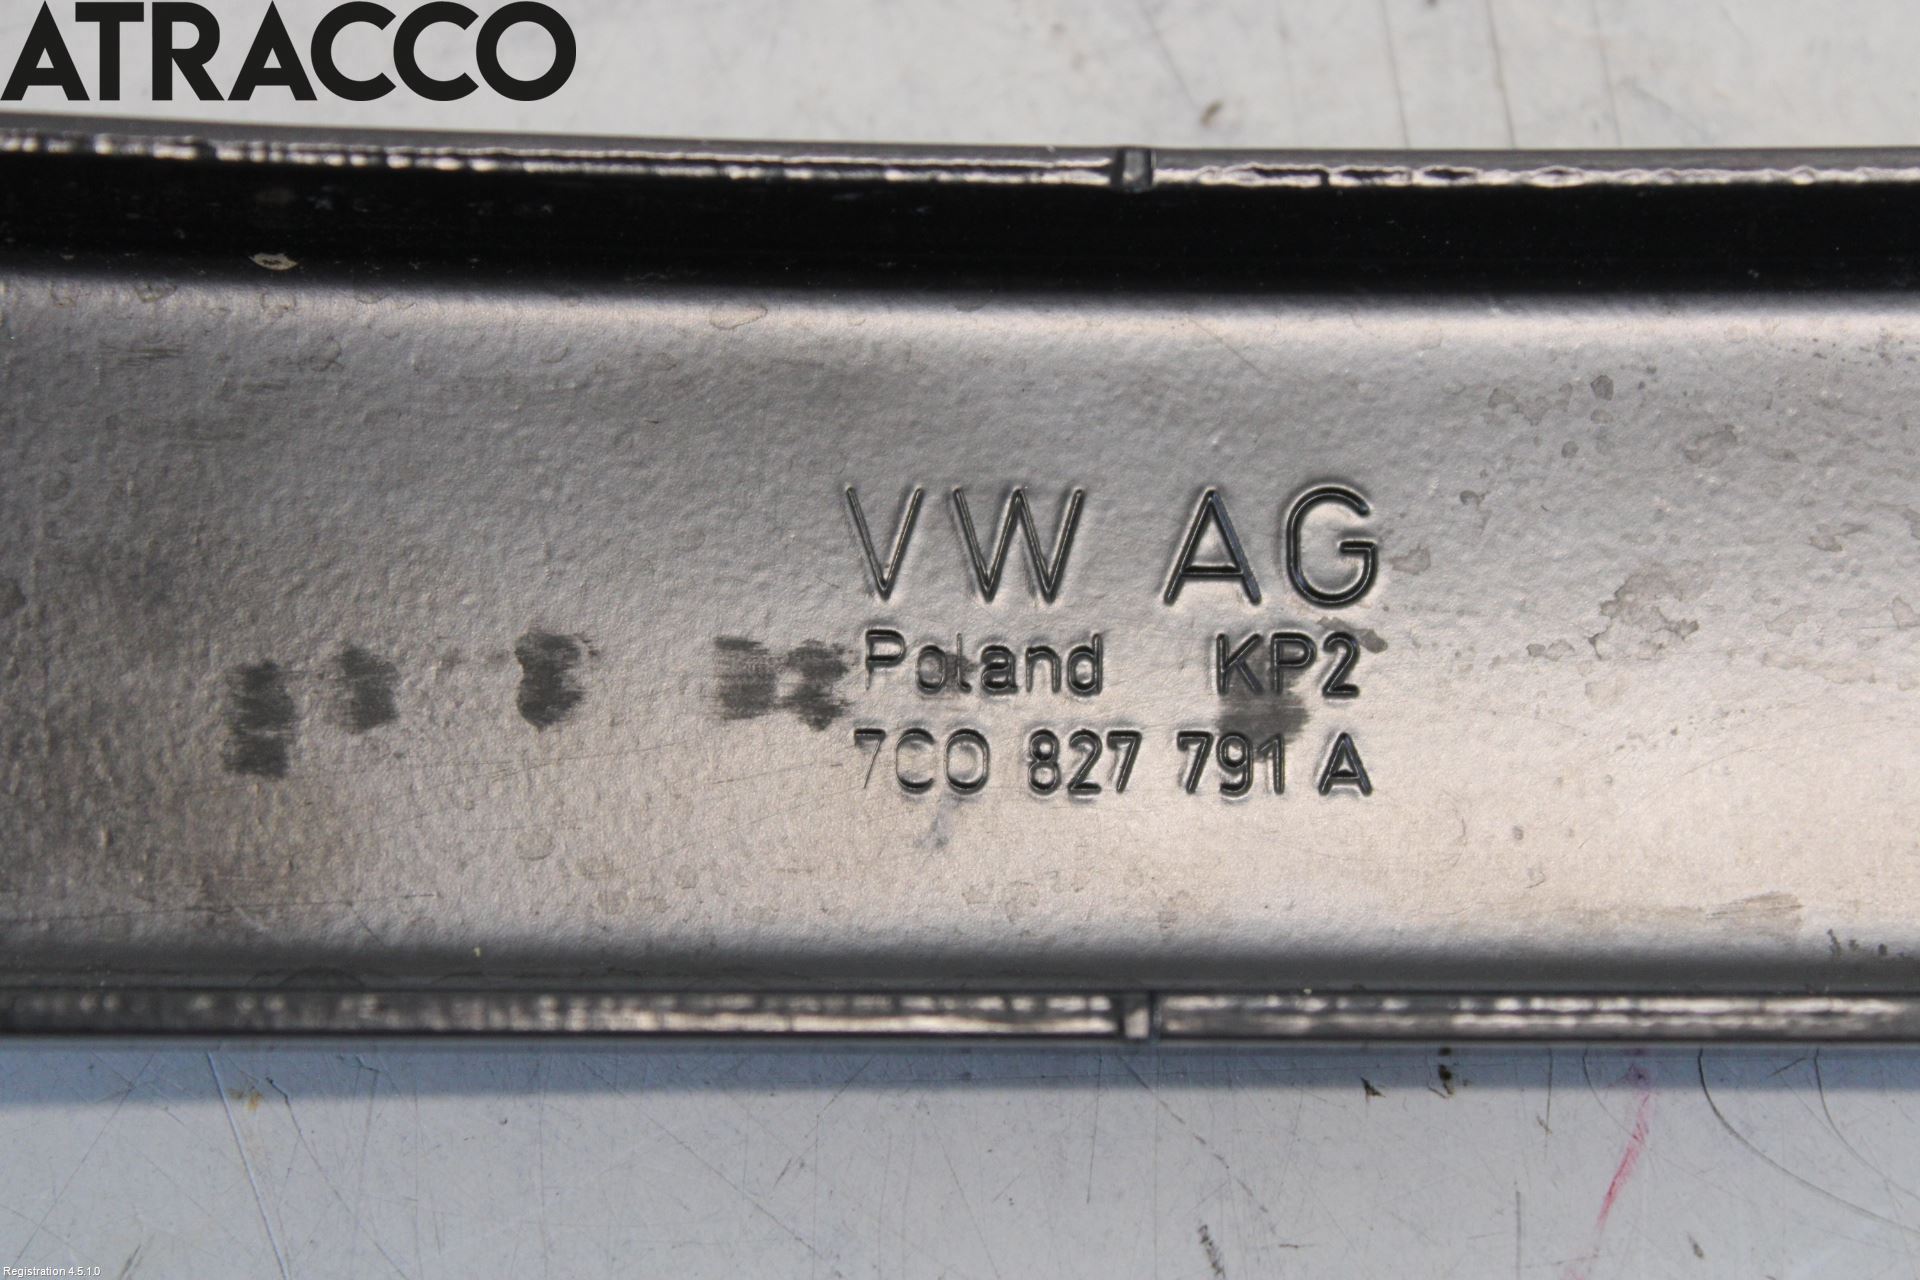 ATRACCO
VW AG
Poland KP2
7C0 827 791 A
Registration 4.5.1.0